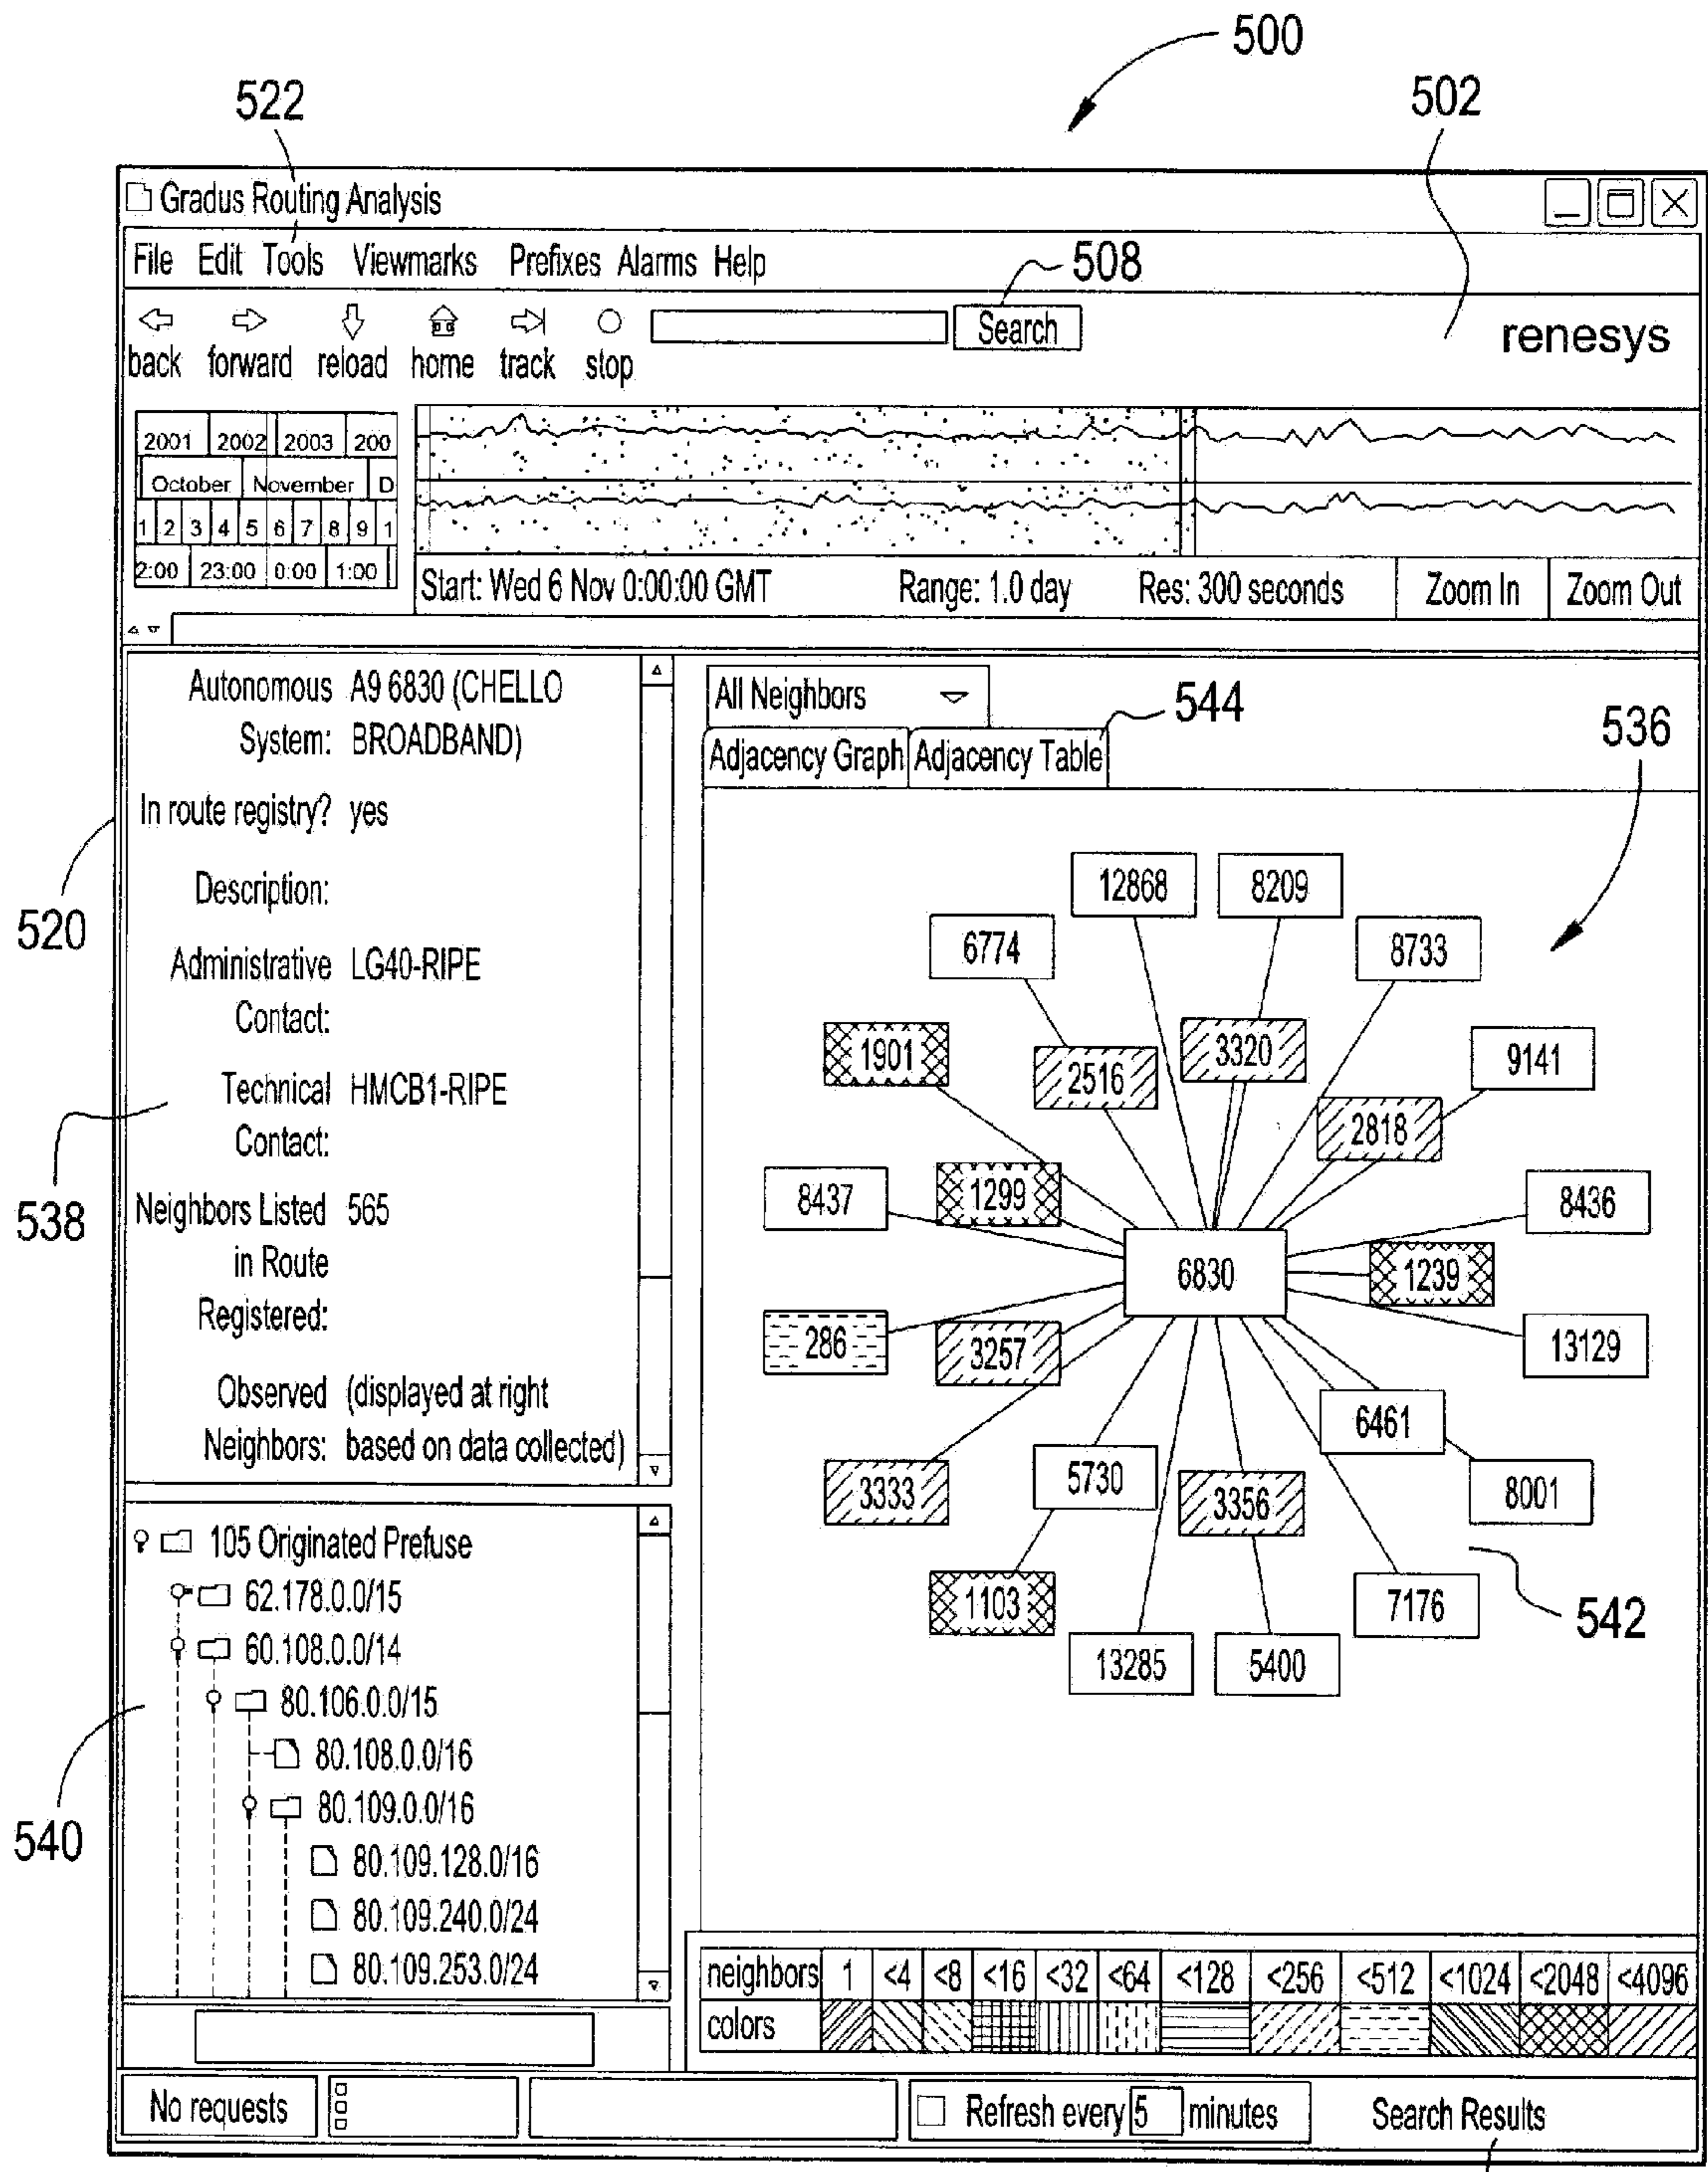 500
522
502
Gradus Routing Analysis
File Edit Tools Viewmarks Prefixes Alarms Help
508
back forward reload home track stop
Search
renesys
2001 2002 2003 200
October November D
1 2 3 4 5 6 7 8 9 1
2:00 23:00 0:00 1:00
Start: Wed 6 Nov 0:00:00 GMT Range: 1.0 day Res: 300 seconds Zoom In Zoom Out
Autonomous A9 6830 (CHELLO
System: BROADBAND)
In route registry? yes
Description:
Administrative LG40-RIPE
Contact:
Technical HMCB1-RIPE
Contact:
Neighbors Listed 565
in Route
Registered:
Observed (displayed at right
Neighbors: based on data collected)
520
538
All Neighbors
544
Adjacency Graph Adjacency Table
536
12868 8209
6774 8733
1901 2516 3320 9141
2818
8437 1299 8436
6830 1239
286 3257 13129
6461
3333 5730 3356 8001
1103 7176
542
13285 5400
105 Originated Prefuse
62.178.0.0/15
60.108.0.0/14
80.106.0.0/15
80.108.0.0/16
80.109.0.0/16
80.109.128.0/16
80.109.240.0/24
80.109.253.0/24
540
neighbors 1 <4 <8 <16 <32 <64 <128 <256 <512 <1024 <2048 <4096
colors
No requests
Refresh every 5 minutes
Search Results